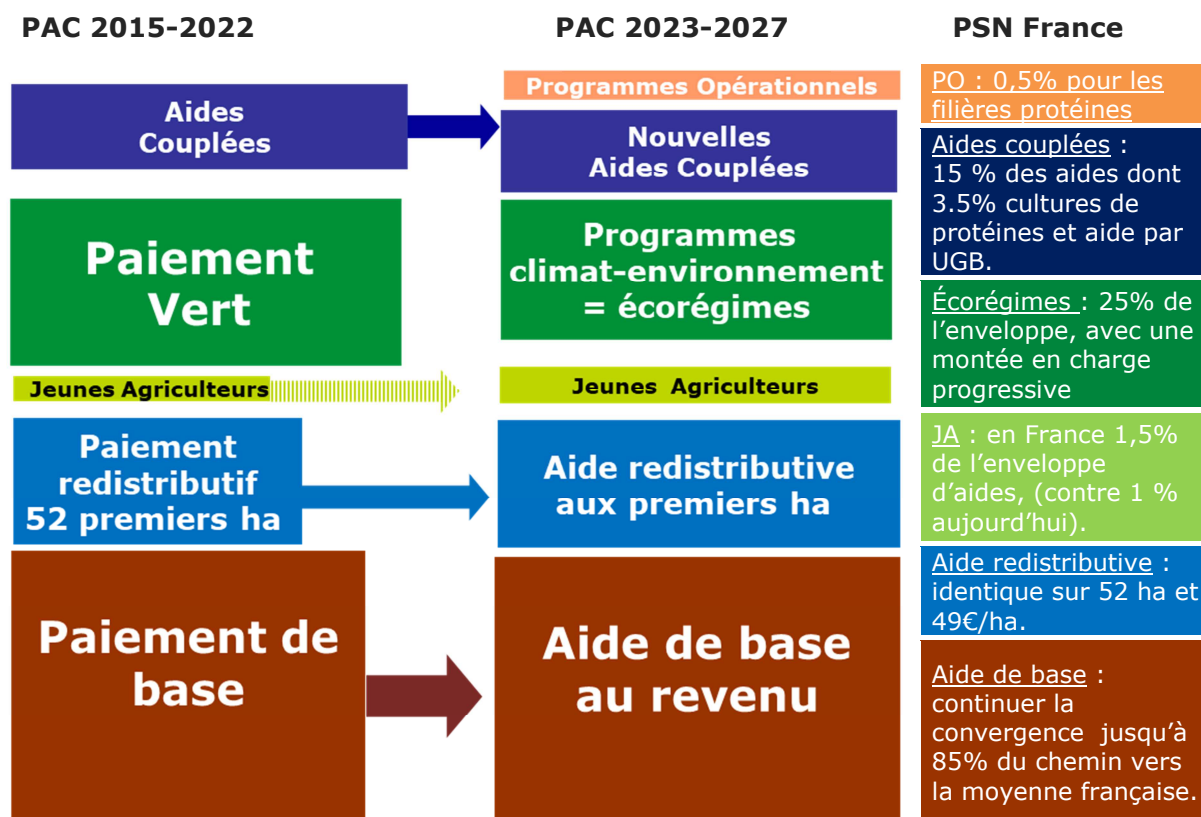 PAC 2015-2022
PAC 2023-2027
PSN France
Aides
Couplées
Programmes Opérationnels
Nouvelles
Aides Couplées
PO : 0,5% pour les
filières protéines
Aides couplées :
15 % des aides dont
3.5% cultures de
protéines et aide par
UGB.
Paiement
Vert
Programmes
climat-environnement
= écorégimes
Écorégimes : 25% de
l’enveloppe, avec une
montée en charge
progressive
Jeunes Agriculteurs
Jeunes Agriculteurs
JA : en France 1,5%
de l’enveloppe
d’aides, (contre 1 %
aujourd’hui).
Paiement
redistributif
52 premiers ha
Aide redistributive
aux premiers ha
Aide redistributive :
identique sur 52 ha et
49€/ha.
Paiement de
base
Aide de base
au revenu
Aide de base :
continuer la
convergence jusqu’à
85% du chemin vers
la moyenne française.